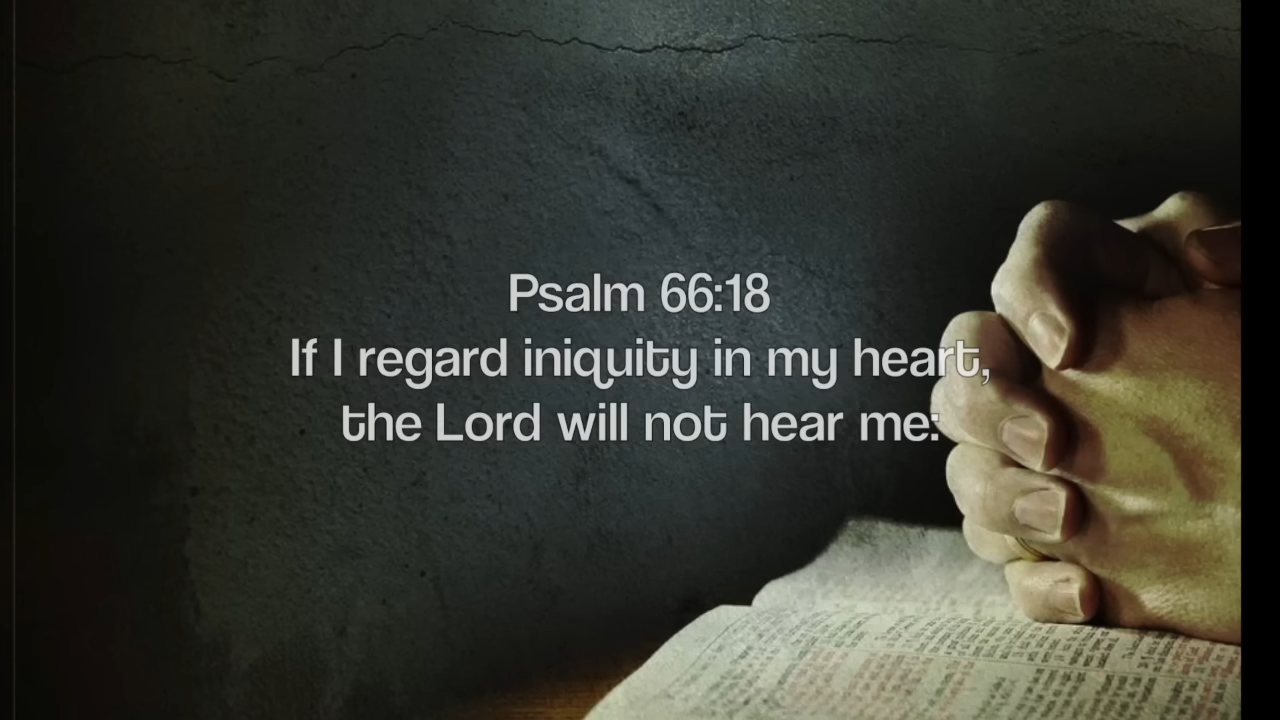 Psalm 66:18
If I regard iniquity in my heart,
the Lord will not hear me: